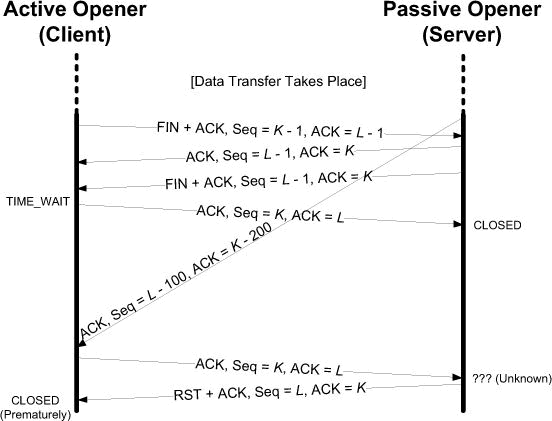 Active Opener
(Client)
Passive Opener
(Server)
[Data Transfer Takes Place]
FIN + ACK, Seq = K - 1, ACK = L - 1
ACK, Seq = L - 1, ACK = K
FIN + ACK, Seq = L - 1, ACK = K
TIME_WAIT
ACK, Seq = K, ACK = L
CLOSED
ACK, Seq = L - 100, ACK = K - 200
ACK, Seq = K, ACK = L
??? (Unknown)
RST + ACK, Seq = L, ACK = K
CLOSED
(Prematurely)